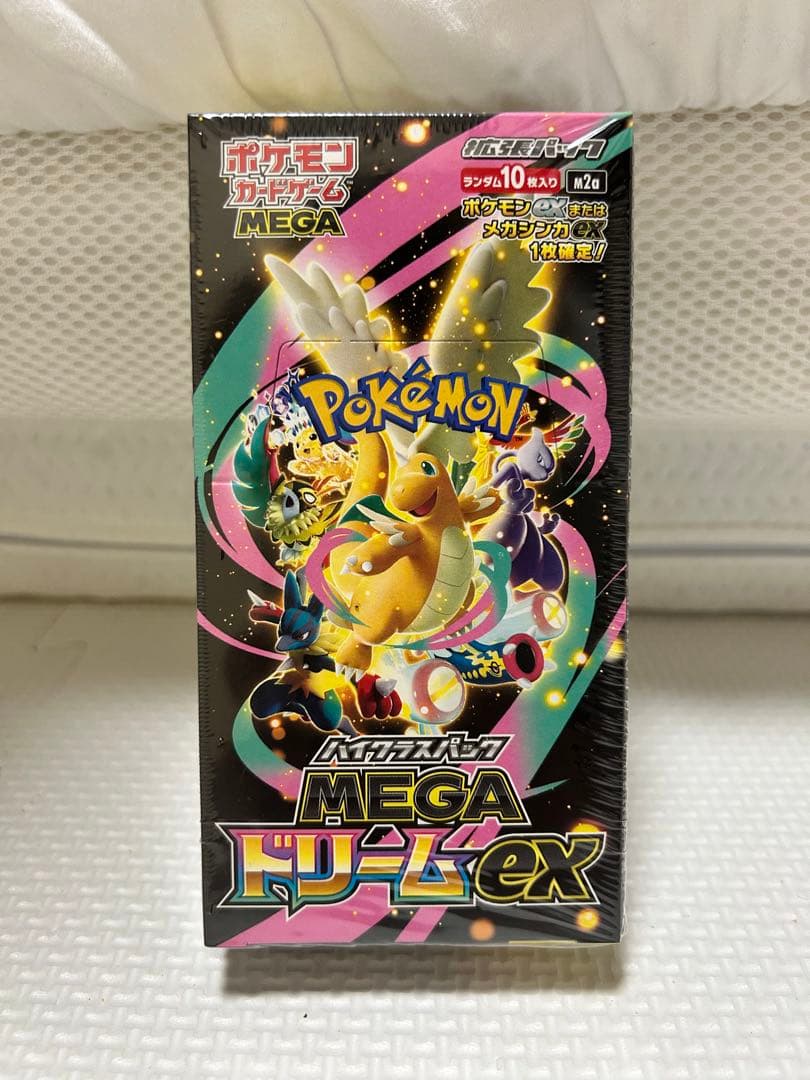 ポケモン
カードゲーム
MEGA
拡張パック
ランダム10枚入り M2a
ポケモンexまたは
メガシンカex
1枚確定!
POKéMON
ハイクラスパック
MEGA
ドリームex